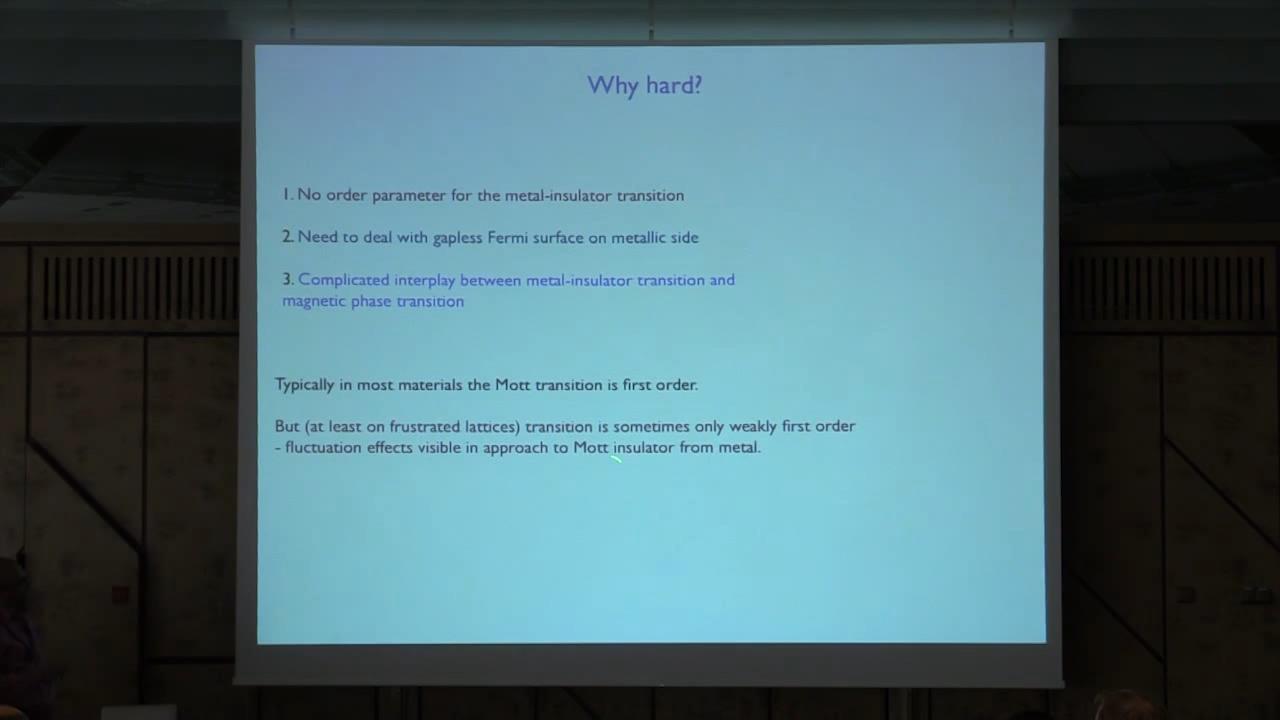 Why hard?
1. No order parameter for the metal-insulator transition
2. Need to deal with gapless Fermi surface on metallic side
3. Complicated interplay between metal-insulator transition and
magnetic phase transition
Typically in most materials the Mott transition is first order.
But (at least on frustrated lattices) transition is sometimes only weakly first order
- fluctuation effects visible in approach to Mott insulator from metal.